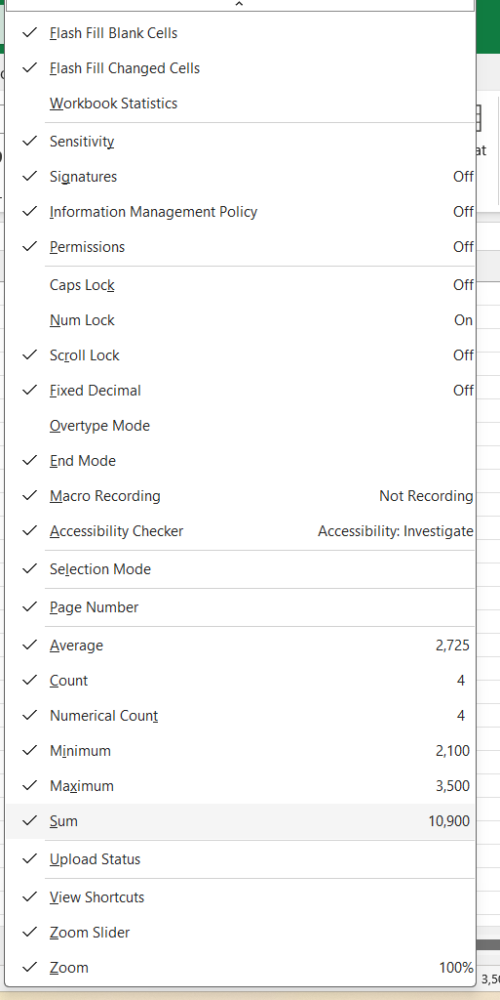 Flash Fill Blank Cells
Flash Fill Changed Cells
Workbook Statistics
Sensitivity
Signatures Off
Information Management Policy Off
Permissions Off
Caps Lock Off
Num Lock On
Scroll Lock Off
Fixed Decimal Off
Overtype Mode
End Mode
Macro Recording Not Recording
Accessibility Checker Accessibility: Investigate
Selection Mode
Page Number
Average 2,725
Count 4
Numerical Count 4
Minimum 2,100
Maximum 3,500
Sum 10,900
Upload Status
View Shortcuts
Zoom Slider
Zoom 100%